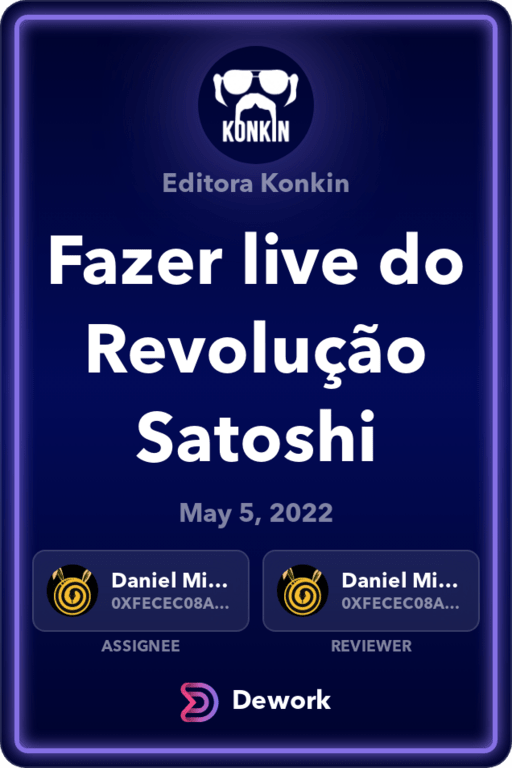 KONKIN
Editora Konkin
Fazer live do
Revolução
Satoshi
May 5, 2022
Daniel Mi...
0XFECEC08A...
ASSIGNEE
Daniel Mi...
0XFECEC08A...
REVIEWER
Dework